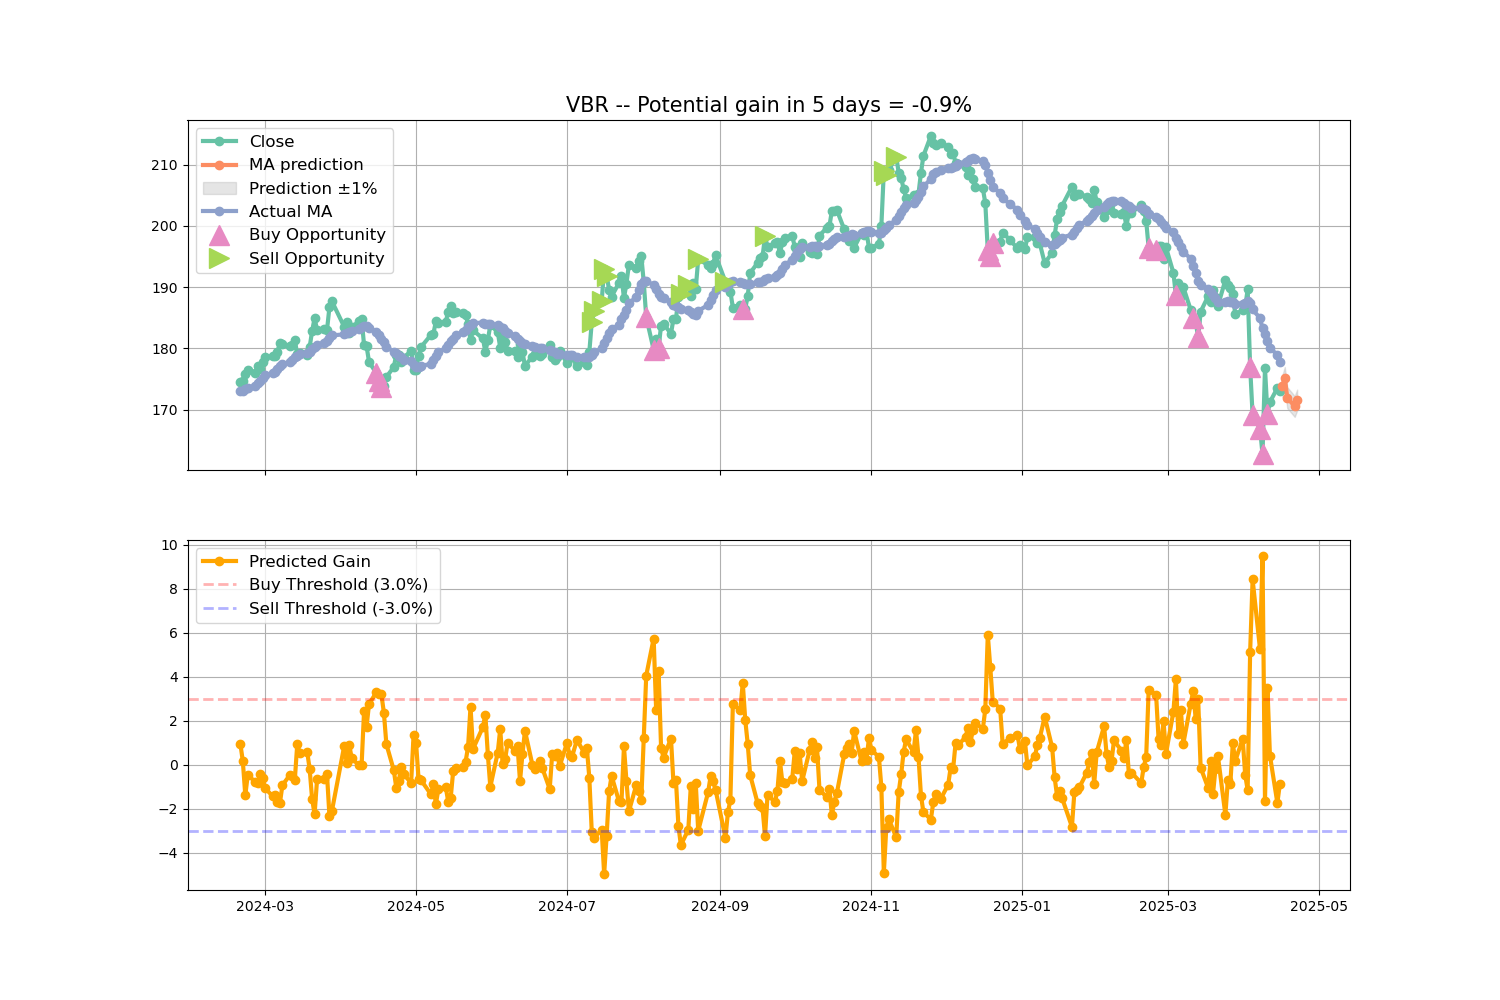 VBR -- Potential gain in 5 days = -0.9%
Close
MA prediction
Prediction ±1%
Actual MA
Buy Opportunity
Sell Opportunity
210
200
190
180
170
Predicted Gain
Buy Threshold (3.0%)
Sell Threshold (-3.0%)
10
8
6
4
2
0
−2
−4
2024-03 2024-05 2024-07 2024-09 2024-11 2025-01 2025-03 2025-05